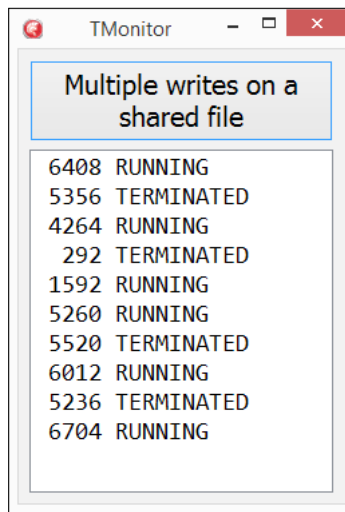 TMonitor
Multiple writes on a
shared file
6408 RUNNING
5356 TERMINATED
4264 RUNNING
292 TERMINATED
1592 RUNNING
5260 RUNNING
5520 TERMINATED
6012 RUNNING
5236 TERMINATED
6704 RUNNING